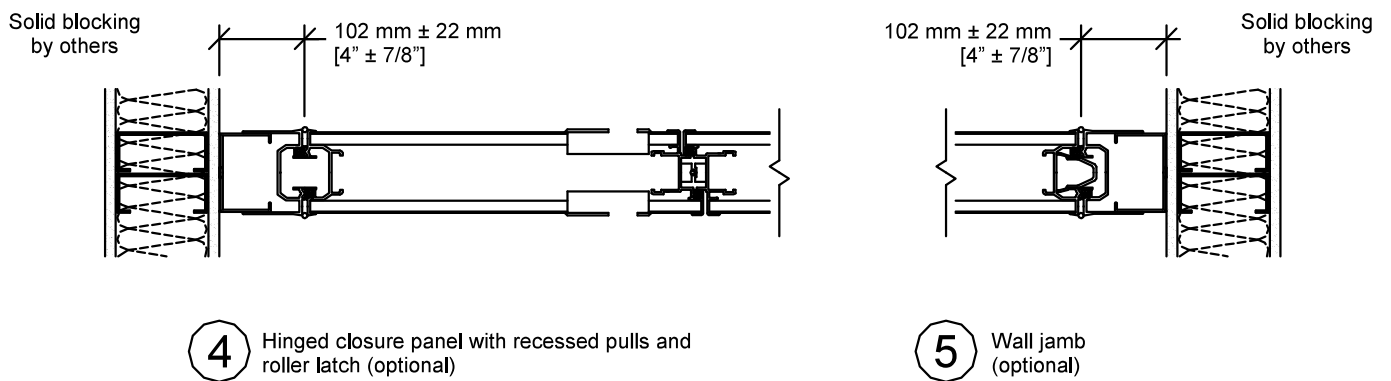 Solid blocking
by others
102 mm ± 22 mm
[4” ± 7/8”]
102 mm ± 22 mm
[4” ± 7/8”]
Solid blocking
by others
4
Hinged closure panel with recessed pulls and
roller latch (optional)
5
Wall jamb
(optional)